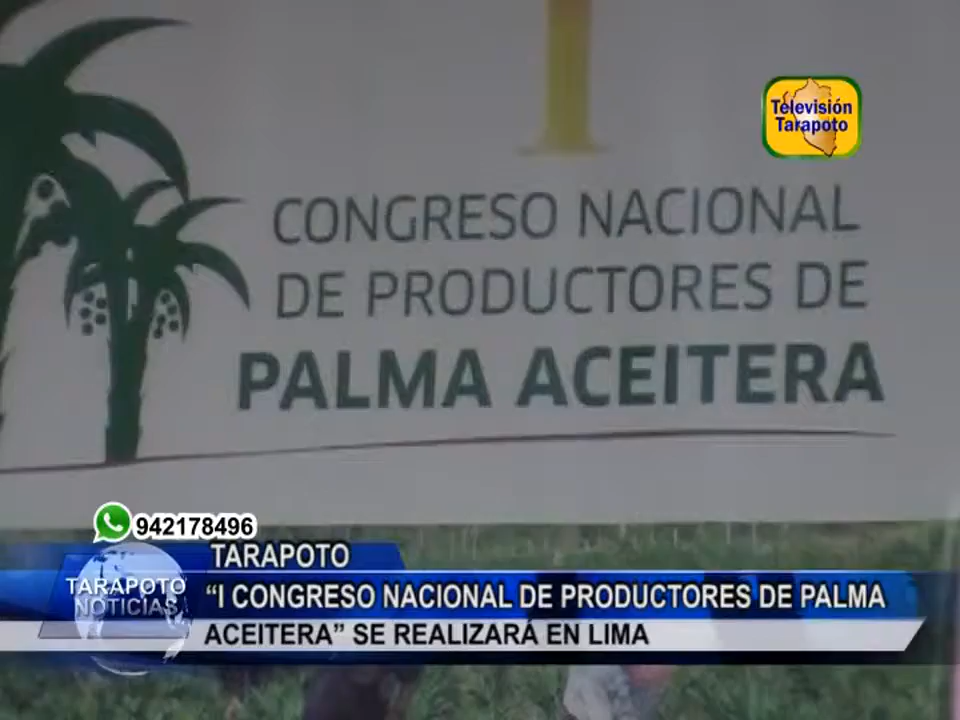 I
Televisión
Tarapoto
CONGRESO NACIONAL
DE PRODUCTORES DE
PALMA ACEITERA
942178496
TARAPOTO
TARAPOTO
NOTICIAS
“I CONGRESO NACIONAL DE PRODUCTORES DE PALMA
ACEITERA” SE REALIZARÁ EN LIMA